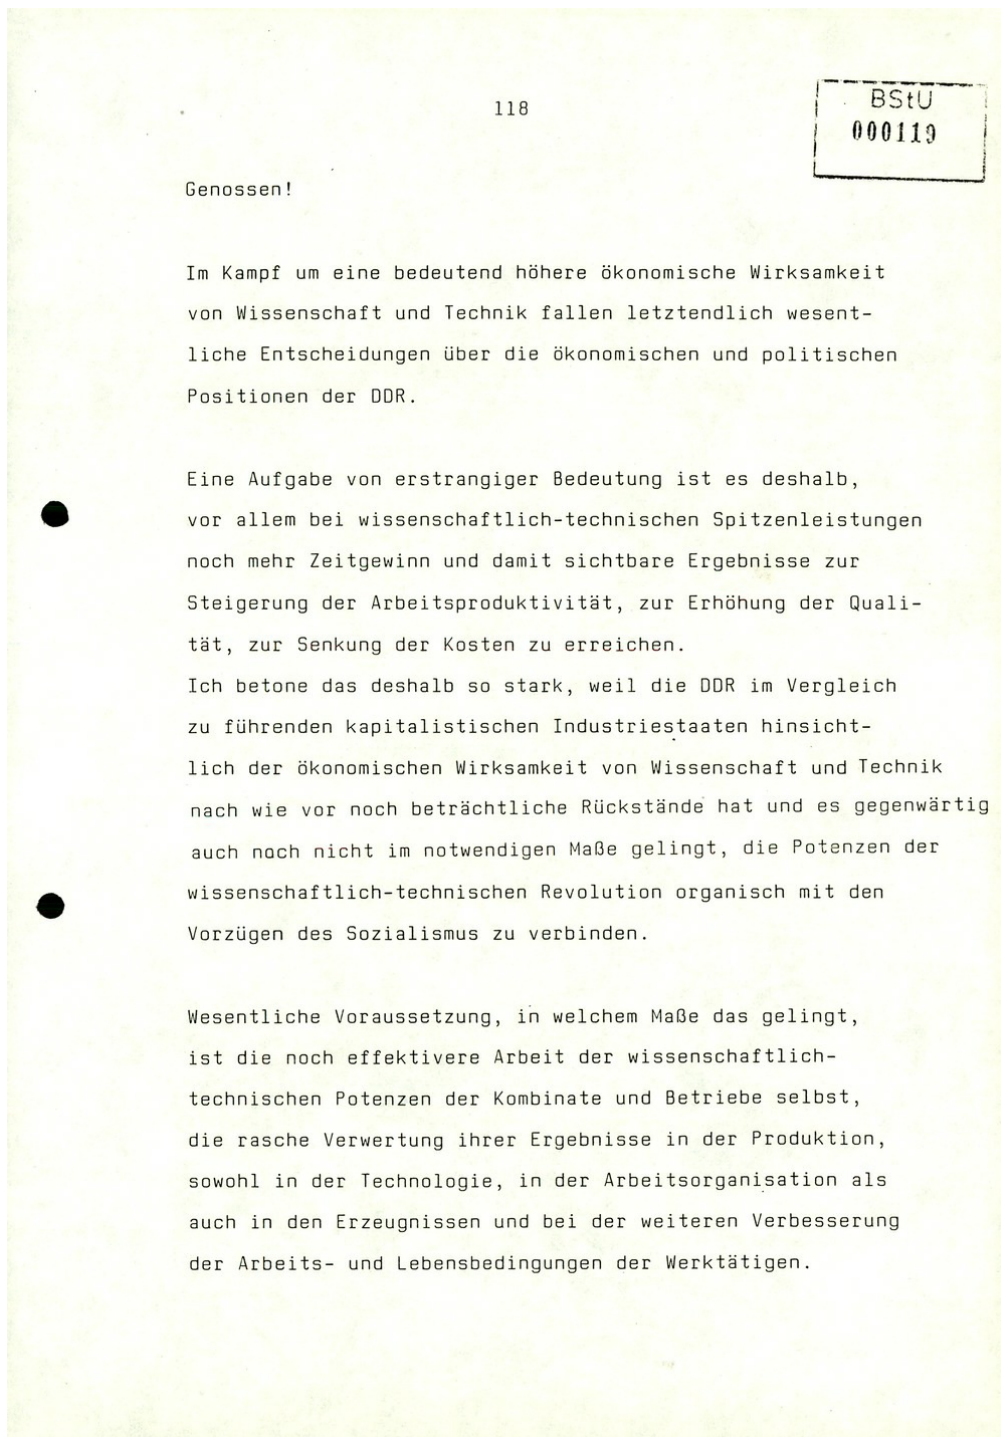 118
BStU
000119
Genossen!
Im Kampf um eine bedeutend höhere ökonomische Wirksamkeit
von Wissenschaft und Technik fallen letztendlich wesent-
liche Entscheidungen über die ökonomischen und politischen
Positionen der DDR.
Eine Aufgabe von erstrangiger Bedeutung ist es deshalb,
vor allem bei wissenschaftlich-technischen Spitzenleistungen
noch mehr Zeitgewinn und damit sichtbare Ergebnisse zur
Steigerung der Arbeitsproduktivität, zur Erhöhung der Quali-
tät, zur Senkung der Kosten zu erreichen.
Ich betone das deshalb so stark, weil die DDR im Vergleich
zu führenden kapitalistischen Industriestaaten hinsicht-
lich der ökonomischen Wirksamkeit von Wissenschaft und Technik
nach wie vor noch beträchtliche Rückstände hat und es gegenwärtig
auch noch nicht im notwendigen Maße gelingt, die Potenzen der
wissenschaftlich-technischen Revolution organisch mit den
Vorzügen des Sozialismus zu verbinden.
Wesentliche Voraussetzung, in welchem Maße das gelingt,
ist die noch effektivere Arbeit der wissenschaftlich-
technischen Potenzen der Kombinate und Betriebe selbst,
die rasche Verwertung ihrer Ergebnisse in der Produktion,
sowohl in der Technologie, in der Arbeitsorganisation als
auch in den Erzeugnissen und bei der weiteren Verbesserung
der Arbeits- und Lebensbedingungen der Werktätigen.